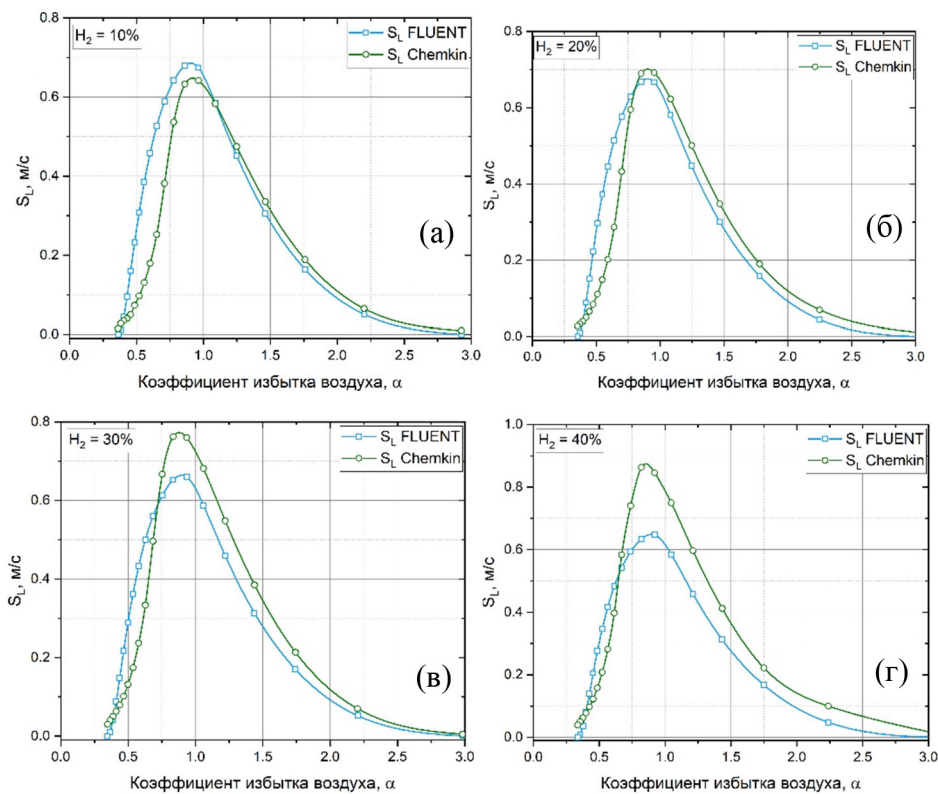 H₂ = 10%
S_L FLUENT
S_L Chemkin
0.8
0.6
0.4
0.2
0.0
S_L, м/с
(а)
0.0 0.5 1.0 1.5 2.0 2.5 3.0
Коэффициент избытка воздуха, α
H₂ = 20%
S_L FLUENT
S_L Chemkin
0.8
0.6
0.4
0.2
0.0
S_L, м/с
(б)
0.0 0.5 1.0 1.5 2.0 2.5 3.0
Коэффициент избытка воздуха, α
H₂ = 30%
S_L FLUENT
S_L Chemkin
0.8
0.6
0.4
0.2
0.0
S_L, м/с
(в)
0.0 0.5 1.0 1.5 2.0 2.5 3.0
Коэффициент избытка воздуха, α
H₂ = 40%
S_L FLUENT
S_L Chemkin
1.0
0.8
0.6
0.4
0.2
0.0
S_L, м/с
(г)
0.0 0.5 1.0 1.5 2.0 2.5 3.0
Коэффициент избытка воздуха, α